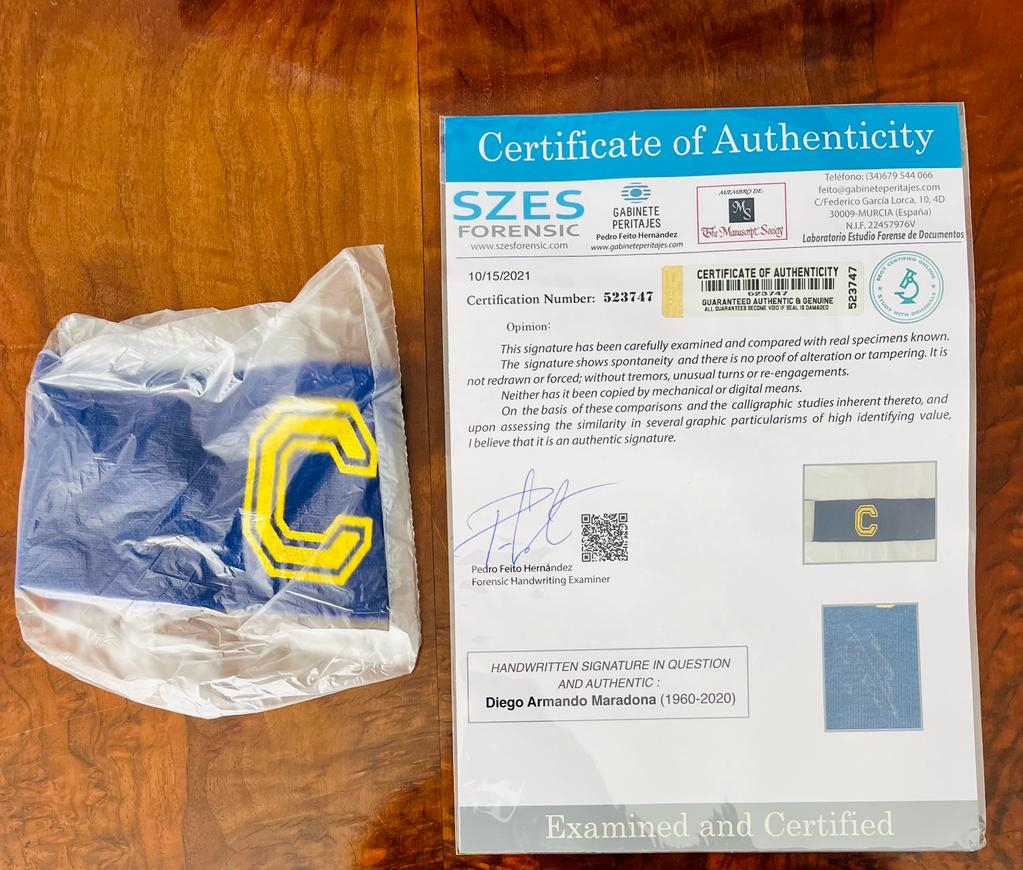 C
Certificate of Authenticity
SZES
FORENSIC
www.szesforensic.com
GABINETE
PERITAJES
Pedro Feito Hernández
www.gabineteperitajes.com
MIEMBRO DE:
MS
The Manuscript Society
Teléfono: (34)679 544 066
feito@gabineteperitajes.com
C/Federico García Lorca, 10, 4D
30009-MURCIA (España)
N.I.F. 22457976V
Laboratorio Estudio Forense de Documentos
10/15/2021
Certification Number: 523747
CERTIFICATE OF AUTHENTICITY
523747
GUARANTEED AUTHENTIC & GENUINE
ALL GUARANTEES BECOME VOID IF SEAL IS DAMAGED
523747
NOT CERTIFIED ONLINE
STUDY WITH ORIGINALS
Opinion:
This signature has been carefully examined and compared with real specimens known.
The signature shows spontaneity and there is no proof of alteration or tampering. It is
not redrawn or forced; without tremors, unusual turns or re-engagements.
Neither has it been copied by mechanical or digital means.
On the basis of these comparisons and the calligraphic studies inherent thereto, and
upon assessing the similarity in several graphic particularisms of high identifying value,
I believe that it is an authentic signature.
C
Pedro Feito Hernández
Forensic Handwriting Examiner
HANDWRITTEN SIGNATURE IN QUESTION
AND AUTHENTIC :
Diego Armando Maradona (1960-2020)
Examined and Certified